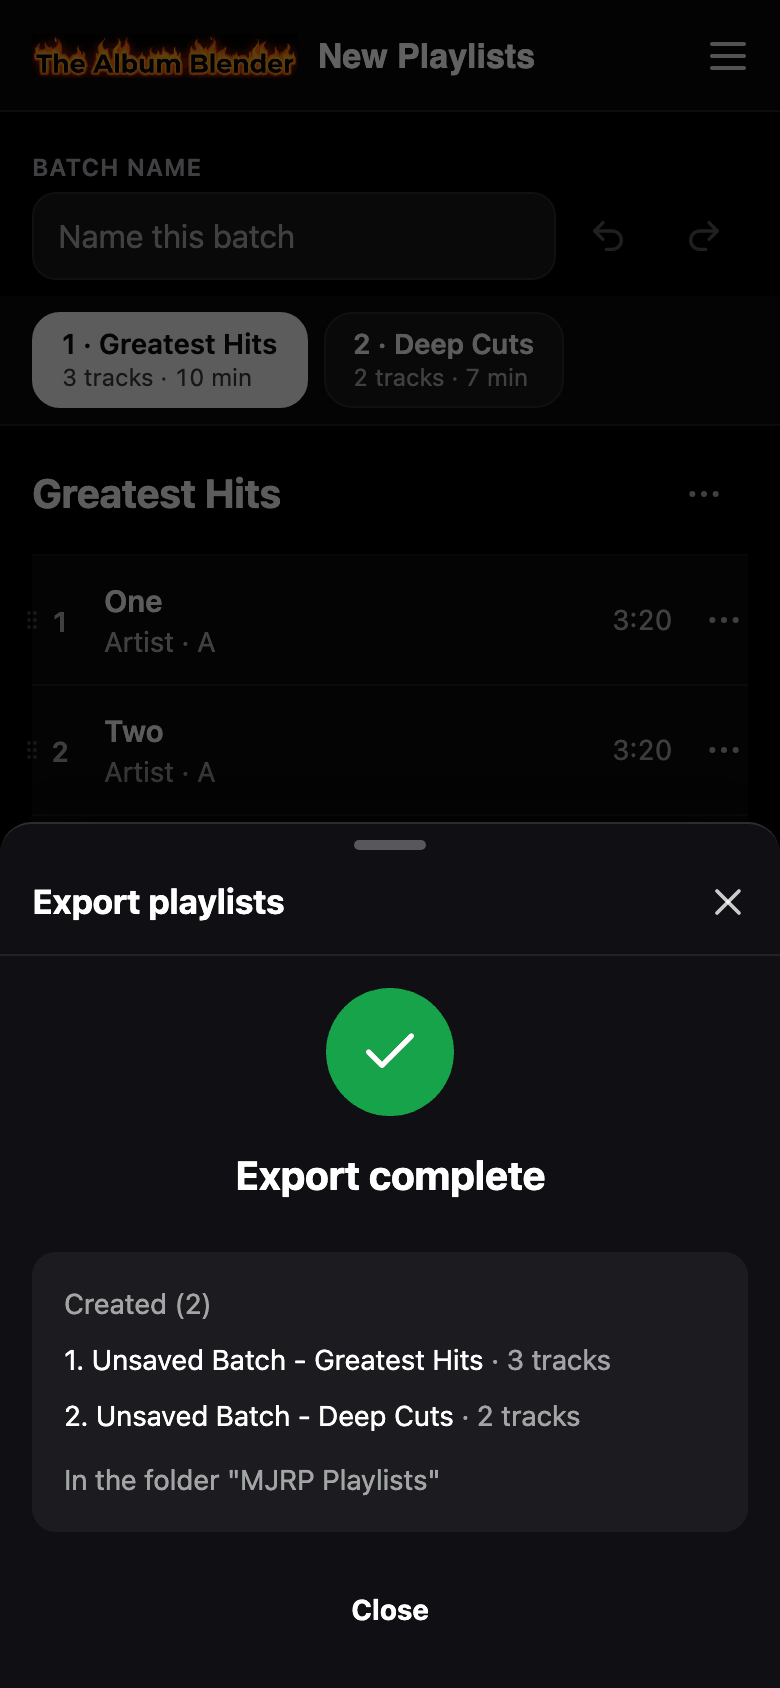 The Album Blender New Playlists
BATCH NAME
Name this batch
1 · Greatest Hits
3 tracks · 10 min
2 · Deep Cuts
2 tracks · 7 min
Greatest Hits
1
One
Artist · A
3:20
2
Two
Artist · A
3:20
Export playlists
Export complete
Created (2)
1. Unsaved Batch - Greatest Hits · 3 tracks
2. Unsaved Batch - Deep Cuts · 2 tracks
In the folder "MJRP Playlists"
Close